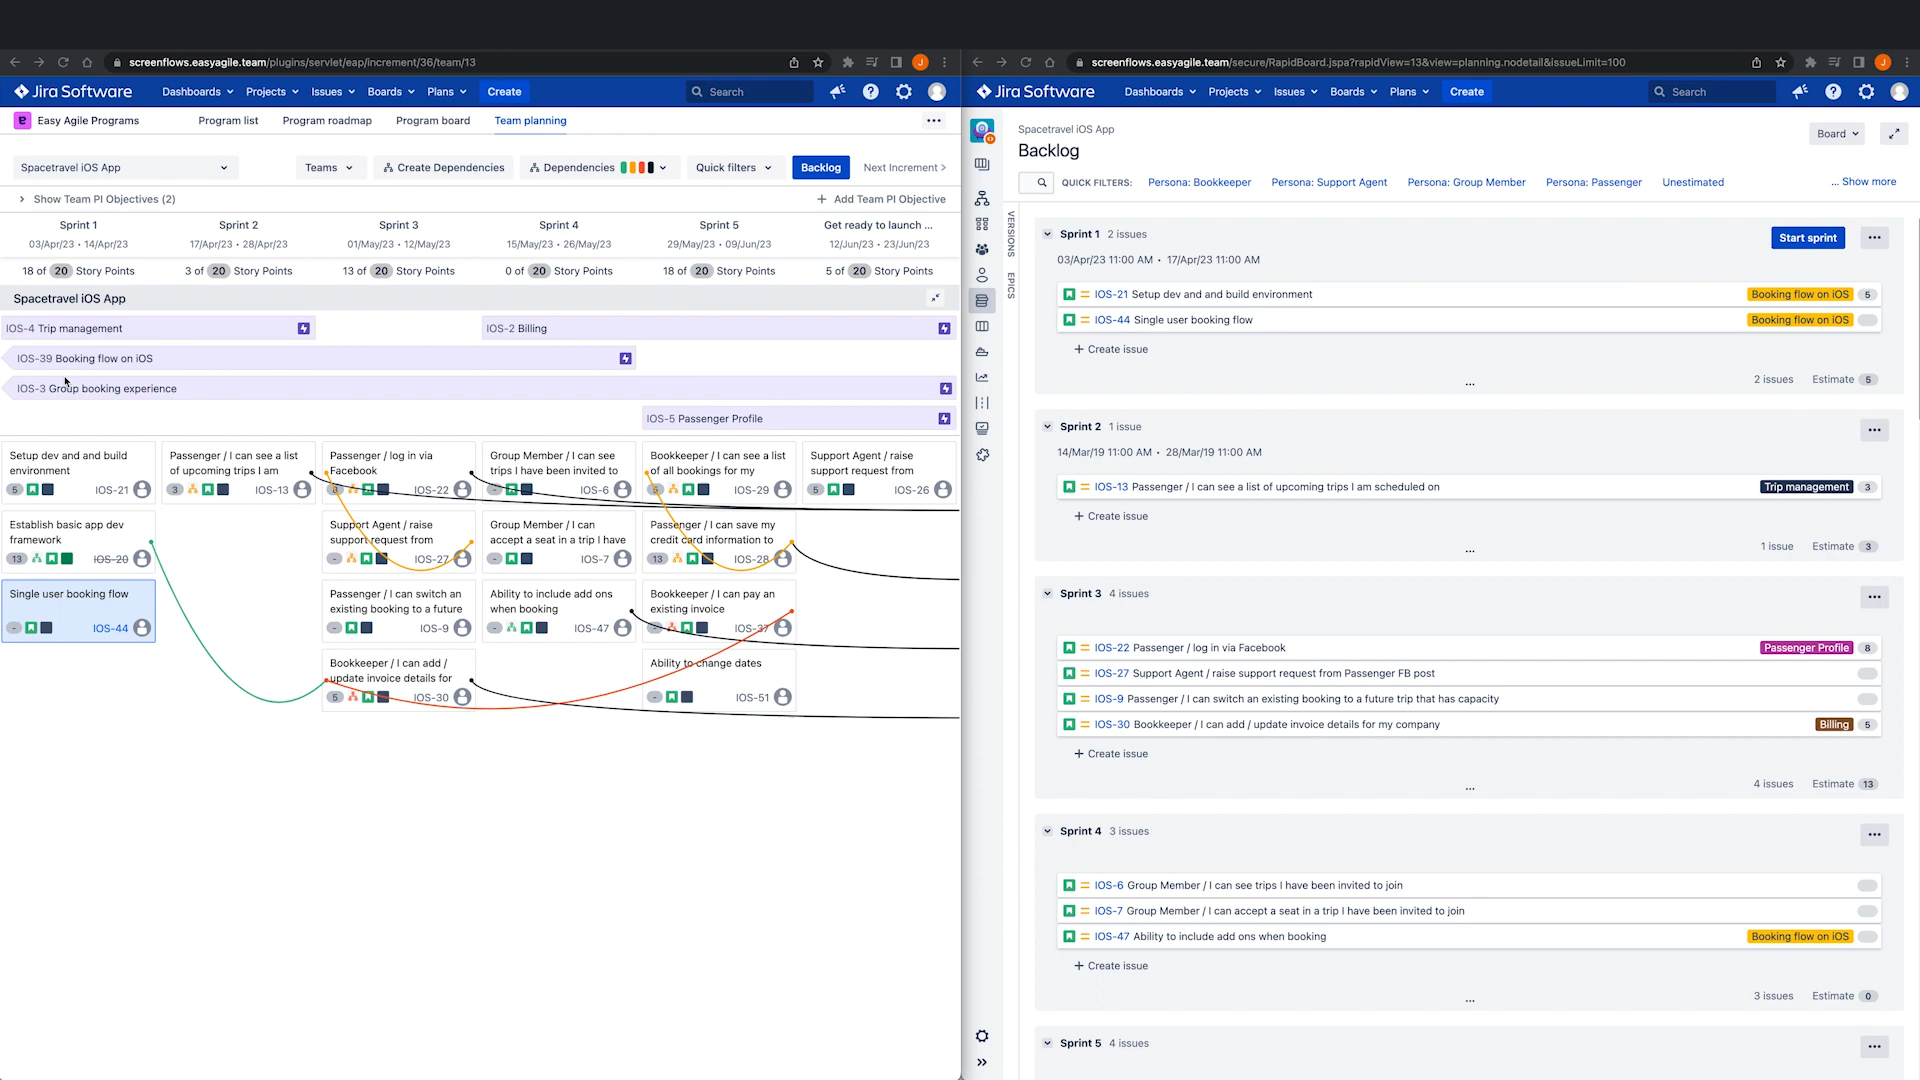 screenflows.easyagile.team/plugins/servlet/eap/increment/36/team/13
J
Jira Software
Dashboards
Projects
Issues
Boards
Plans
Create
Search
Easy Agile Programs
Program list
Program roadmap
Program board
Team planning
Spacetravel iOS App
Teams
Create Dependencies
Dependencies
Quick filters
Backlog
Next Increment >
Show Team PI Objectives (2)
+ Add Team PI Objective
Sprint 1
Sprint 2
Sprint 3
Sprint 4
Sprint 5
Get ready to launch ...
03/Apr/23 • 14/Apr/23
17/Apr/23 • 28/Apr/23
01/May/23 • 12/May/23
15/May/23 • 26/May/23
29/May/23 • 09/Jun/23
12/Jun/23 • 23/Jun/23
18 of 20 Story Points
3 of 20 Story Points
13 of 20 Story Points
0 of 20 Story Points
18 of 20 Story Points
5 of 20 Story Points
Spacetravel iOS App
IOS-4 Trip management
IOS-2 Billing
IOS-39 Booking flow on iOS
IOS-3 Group booking experience
IOS-5 Passenger Profile
Setup dev and and build
environment
5 IOS-21
Passenger / I can see a list
of upcoming trips I am
3 IOS-13
Passenger / log in via
Facebook
8 IOS-22
Group Member / I can see
trips I have been invited to
- IOS-6
Bookkeeper / I can see a list
of all bookings for my
5 IOS-29
Support Agent / raise
support request from
5 IOS-26
Establish basic app dev
framework
13 IOS-20
Support Agent / raise
support request from
- IOS-27
Group Member / I can
accept a seat in a trip I have
- IOS-7
Passenger / I can save my
credit card information to
13 IOS-28
Single user booking flow
- IOS-44
Passenger / I can switch an
existing booking to a future
- IOS-9
Ability to include add ons
when booking
- IOS-47
Bookkeeper / I can pay an
existing invoice
- IOS-37
Bookkeeper / I can add /
update invoice details for
5 IOS-30
Ability to change dates
- IOS-51
screenflows.easyagile.team/secure/RapidBoard.jspa?rapidView=13&view=planning.nodetail&issueLimit=100
J
Jira Software
Dashboards
Projects
Issues
Boards
Plans
Create
Search
Spacetravel iOS App
Backlog
Board
QUICK FILTERS:
Persona: Bookkeeper
Persona: Support Agent
Persona: Group Member
Persona: Passenger
Unestimated
... Show more
VERSIONS
EPICS
Sprint 1 2 issues
Start sprint
03/Apr/23 11:00 AM • 17/Apr/23 11:00 AM
IOS-21 Setup dev and and build environment Booking flow on iOS 5
IOS-44 Single user booking flow Booking flow on iOS
+ Create issue
2 issues Estimate 5
Sprint 2 1 issue
14/Mar/19 11:00 AM • 28/Mar/19 11:00 AM
IOS-13 Passenger / I can see a list of upcoming trips I am scheduled on Trip management 3
+ Create issue
1 issue Estimate 3
Sprint 3 4 issues
IOS-22 Passenger / log in via Facebook Passenger Profile 8
IOS-27 Support Agent / raise support request from Passenger FB post
IOS-9 Passenger / I can switch an existing booking to a future trip that has capacity
IOS-30 Bookkeeper / I can add / update invoice details for my company Billing 5
+ Create issue
4 issues Estimate 13
Sprint 4 3 issues
IOS-6 Group Member / I can see trips I have been invited to join
IOS-7 Group Member / I can accept a seat in a trip I have been invited to join
IOS-47 Ability to include add ons when booking Booking flow on iOS
+ Create issue
3 issues Estimate 0
Sprint 5 4 issues